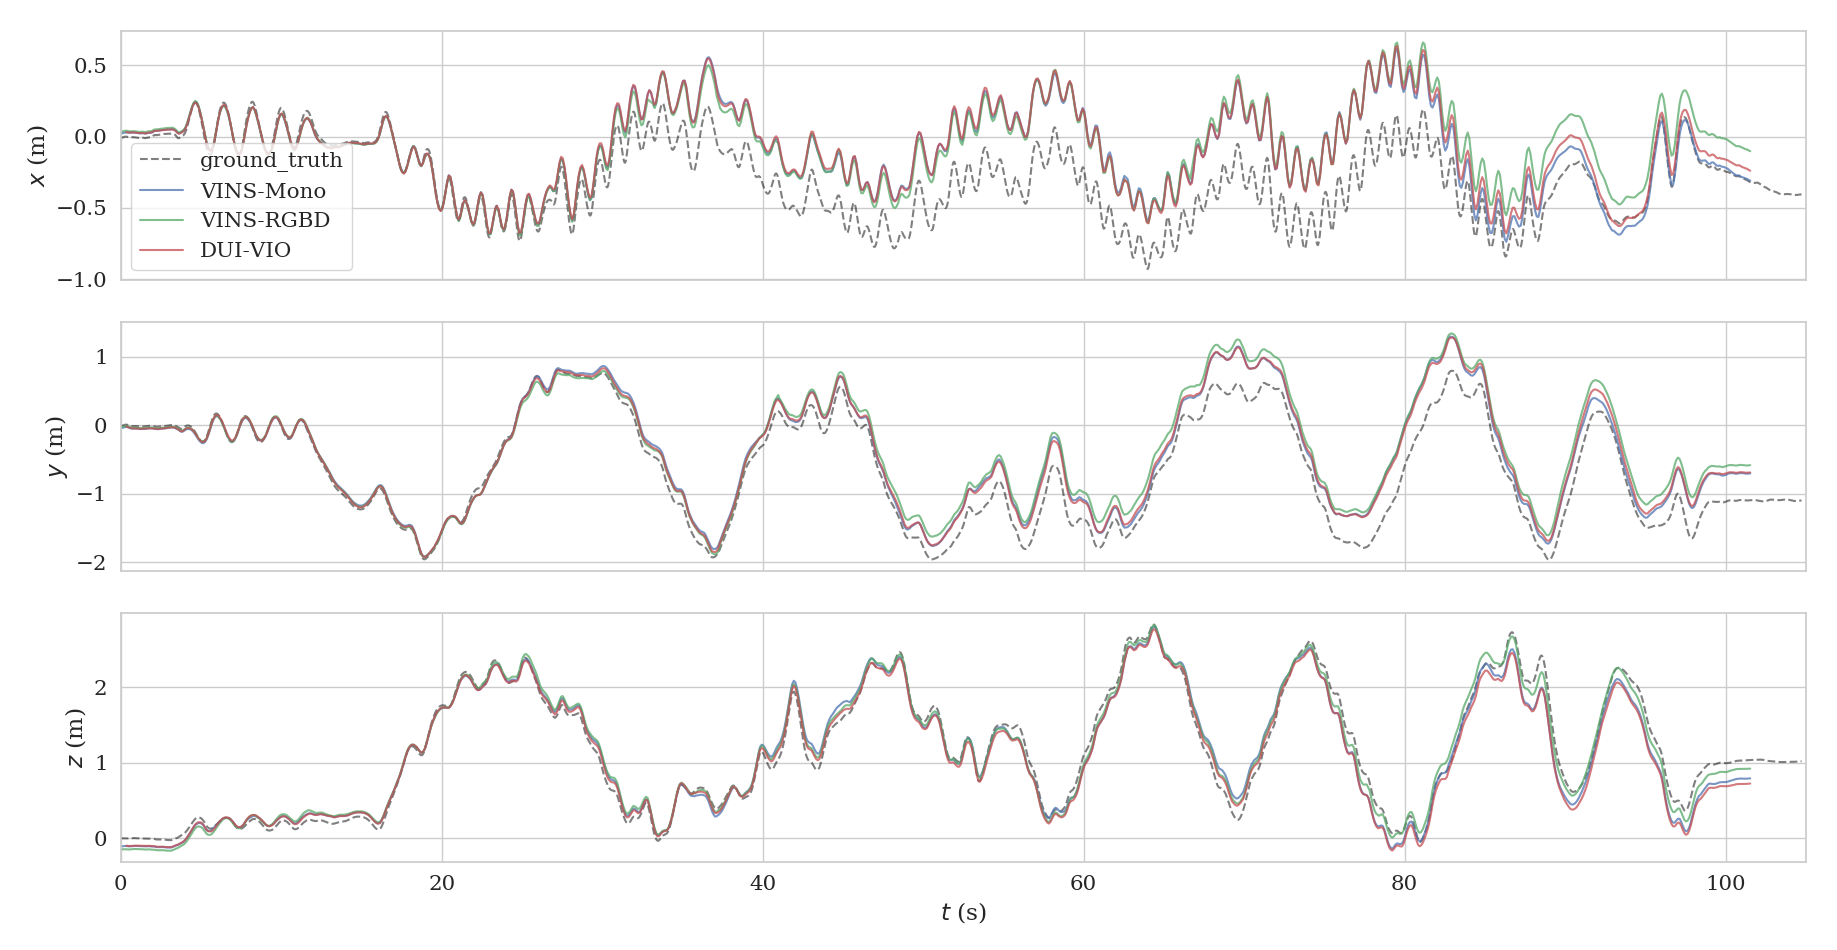 0.5
0.0
−0.5
−1.0
x (m)
ground_truth
VINS-Mono
VINS-RGBD
DUI-VIO
1
0
−1
−2
y (m)
2
1
0
z (m)
0 20 40 60 80 100
t (s)